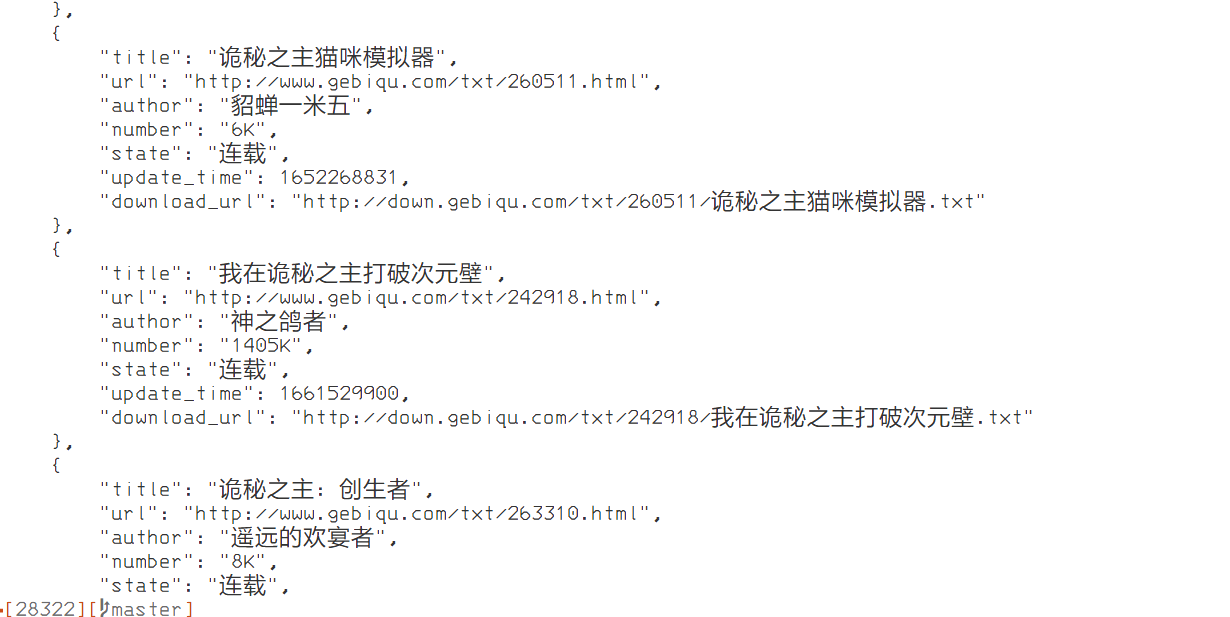 },
{
"title": "诡秘之主猫咪模拟器",
"url": "http://www.gebiqu.com/txt/260511.html",
"author": "貂蝉一米五",
"number": "6K",
"state": "连载",
"update_time": 1652268831,
"download_url": "http://down.gebiqu.com/txt/260511/诡秘之主猫咪模拟器.txt"
},
{
"title": "我在诡秘之主打破次元壁",
"url": "http://www.gebiqu.com/txt/242918.html",
"author": "神之鸽者",
"number": "1405K",
"state": "连载",
"update_time": 1661529900,
"download_url": "http://down.gebiqu.com/txt/242918/我在诡秘之主打破次元壁.txt"
},
{
"title": "诡秘之主：创生者",
"url": "http://www.gebiqu.com/txt/263310.html",
"author": "遥远的欢宴者",
"number": "8K",
"state": "连载",
[28322][master]